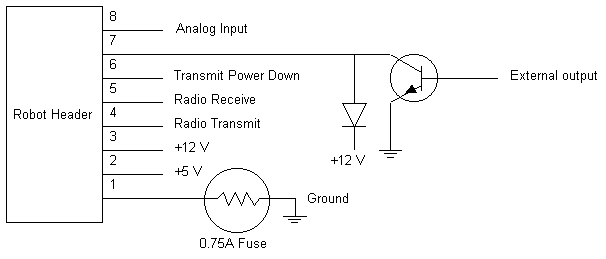 8
Analog Input
7
6
Transmit Power Down
External output
5
Radio Receive
Robot Header
4
Radio Transmit
3
+12 V
+12 V
2
+5 V
1
Ground
0.75A Fuse